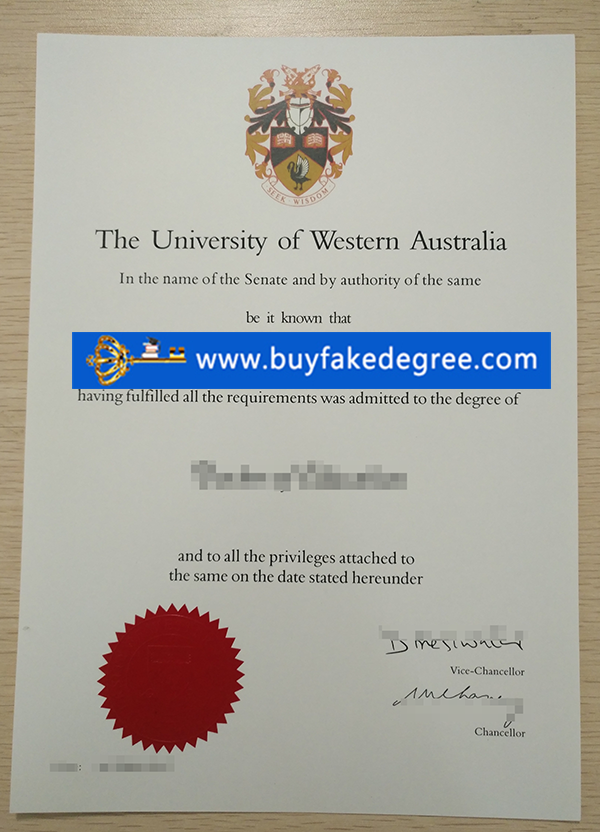 SEEK · WISDOM
The University of Western Australia
In the name of the Senate and by authority of the same
be it known that
www.buyfakedegree.com
having fulfilled all the requirements was admitted to the degree of
and to all the privileges attached to
the same on the date stated hereunder
Vice-Chancellor
Chancellor